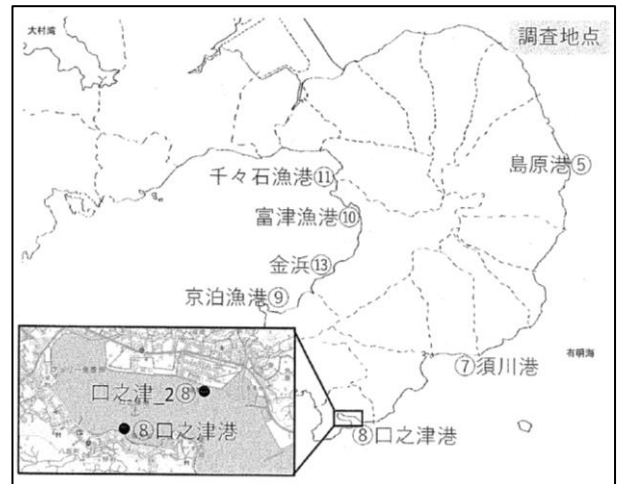 大村湾
調査地点
島原港⑤
千々石漁港⑪
富津漁港⑩
金浜⑬
京泊漁港⑨
有明海
⑦須川港
口之津_2⑧
⑧口之津港
⑧口之津港